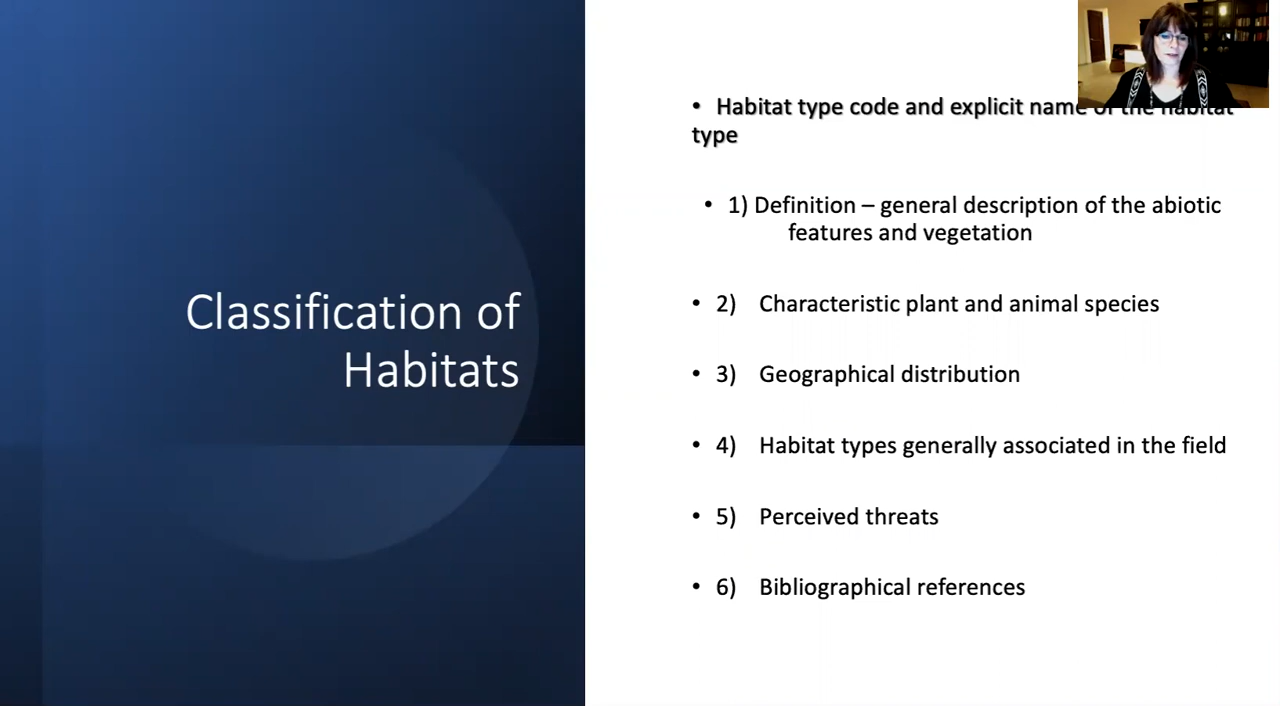 Classification of
Habitats
• Habitat type code and explicit name of the habitat
type
• 1) Definition – general description of the abiotic
features and vegetation
• 2) Characteristic plant and animal species
• 3) Geographical distribution
• 4) Habitat types generally associated in the field
• 5) Perceived threats
• 6) Bibliographical references